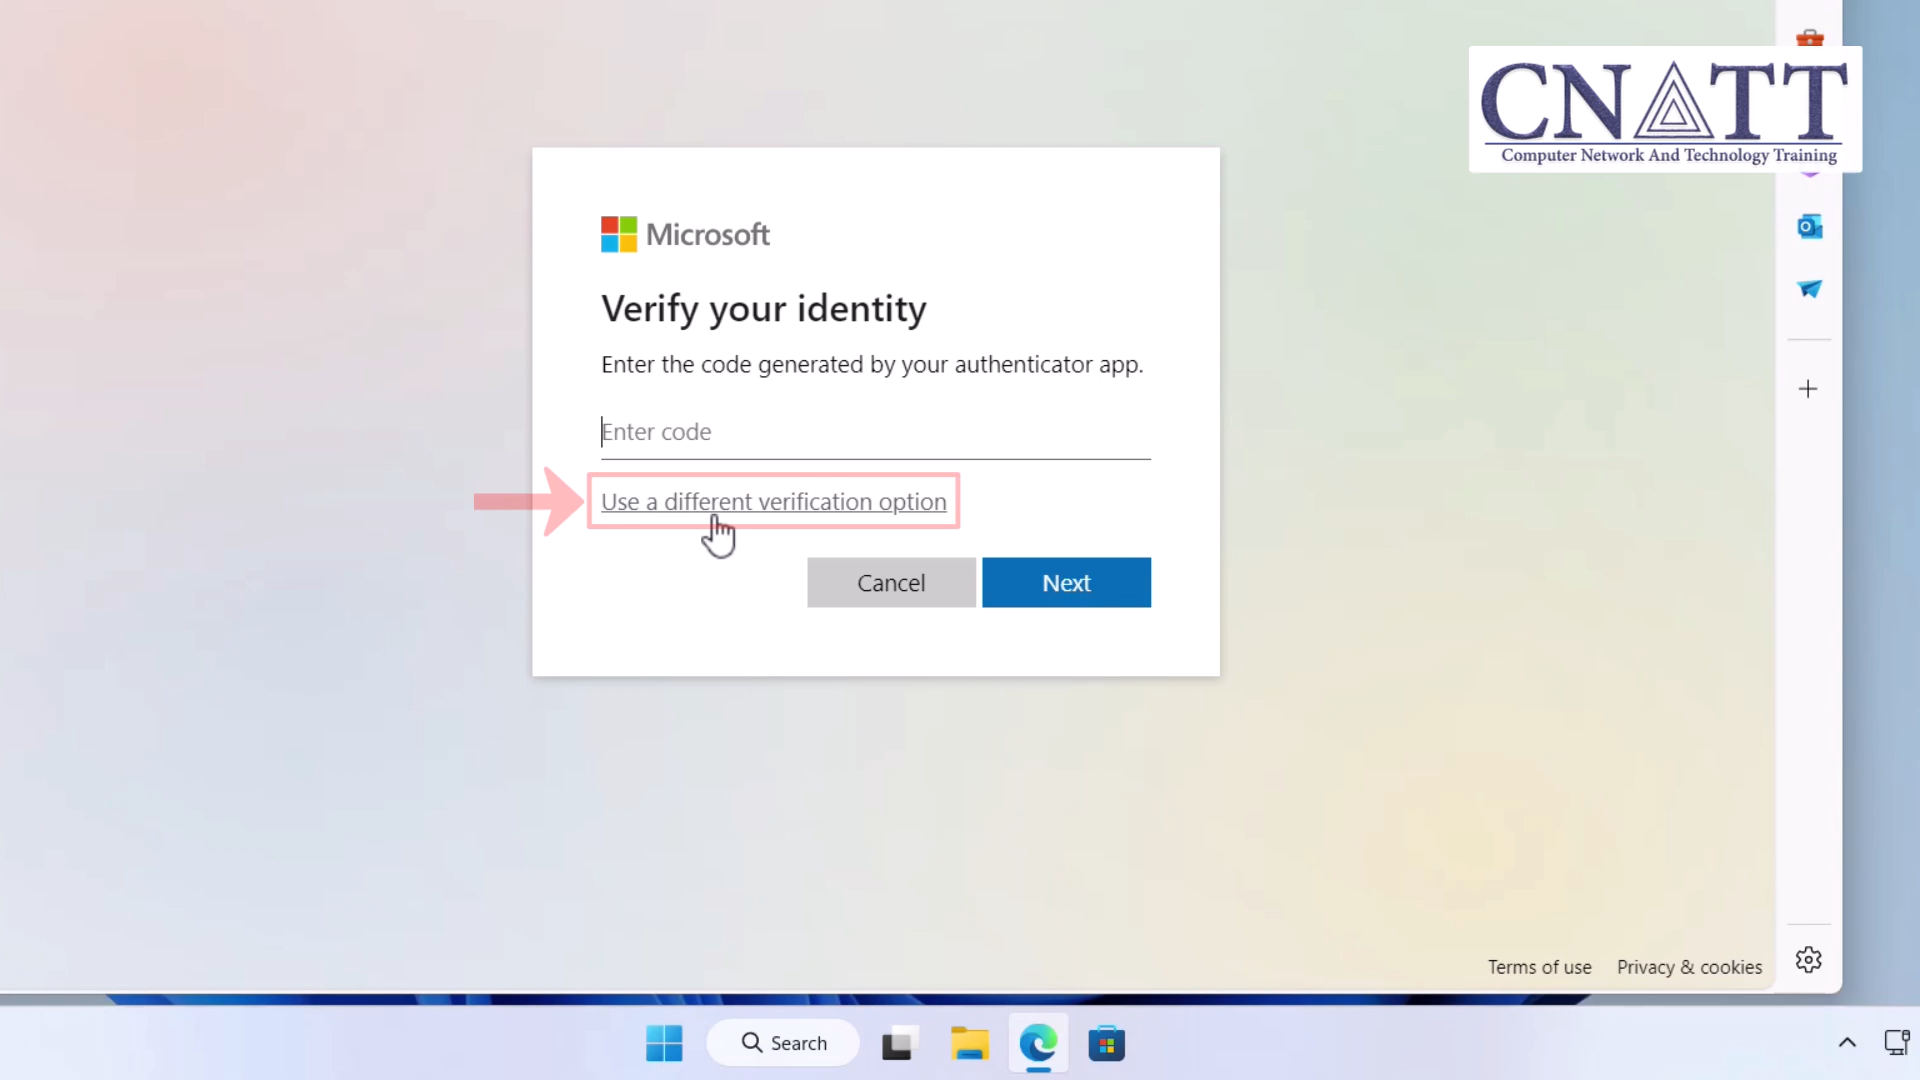 CNATT
Computer Network And Technology Training
Microsoft
Verify your identity
Enter the code generated by your authenticator app.
Enter code
Use a different verification option
Cancel
Next
Terms of use
Privacy & cookies
Search